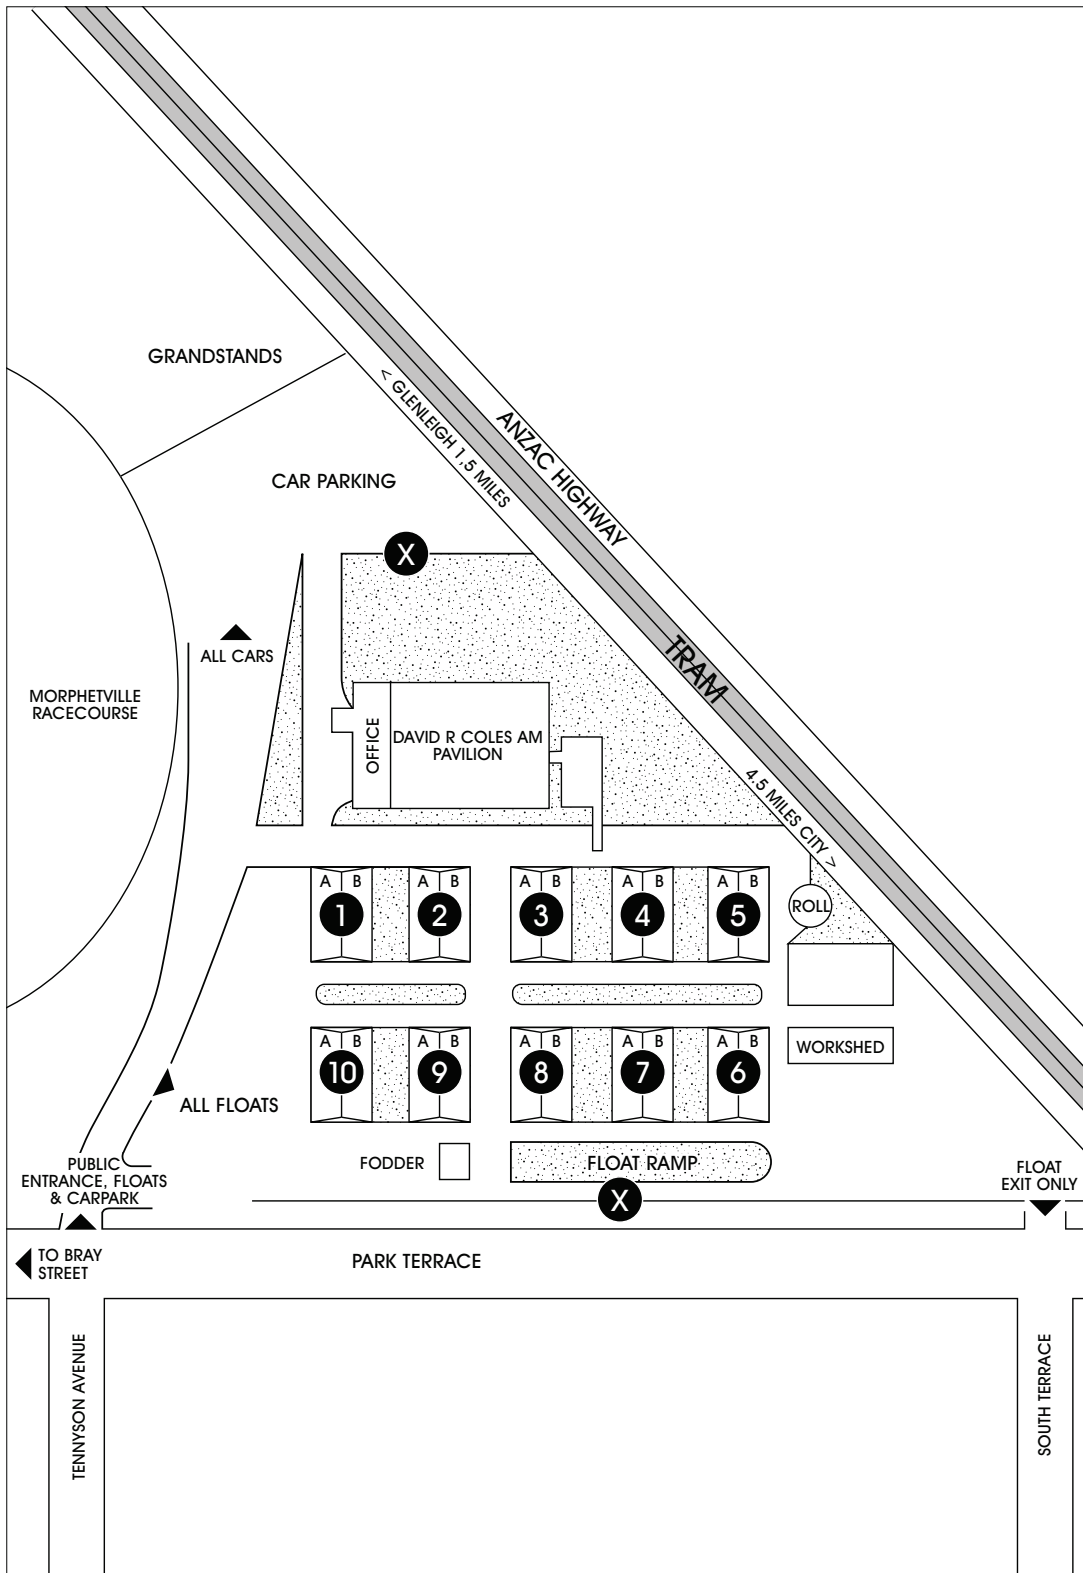 GRANDSTANDS
< GLENLEIGH 1,5 MILES
ANZAC HIGHWAY
CAR PARKING
X
ALL CARS
TRAM
MORPHETVILLE
RACECOURSE
OFFICE
DAVID R COLES AM
PAVILION
4.5 MILES CITY >
A B
1
A B
2
A B
3
A B
4
A B
5
ROLL
A B
10
A B
9
A B
8
A B
7
A B
6
WORKSHED
ALL FLOATS
FODDER
FLOAT RAMP
X
PUBLIC
ENTRANCE, FLOATS
& CARPARK
FLOAT
EXIT ONLY
TO BRAY
STREET
PARK TERRACE
TENNYSON AVENUE
SOUTH TERRACE